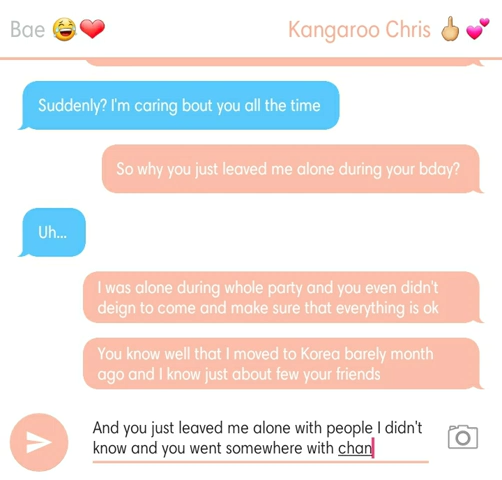 Bae 😂❤
Kangaroo Chris 🖕🏼💕
Suddenly? I'm caring bout you all the time
So why you just leaved me alone during your bday?
Uh...
I was alone during whole party and you even didn't
deign to come and make sure that everything is ok
You know well that I moved to Korea barely month
ago and I know just about few your friends
And you just leaved me alone with people I didn't
know and you went somewhere with chan